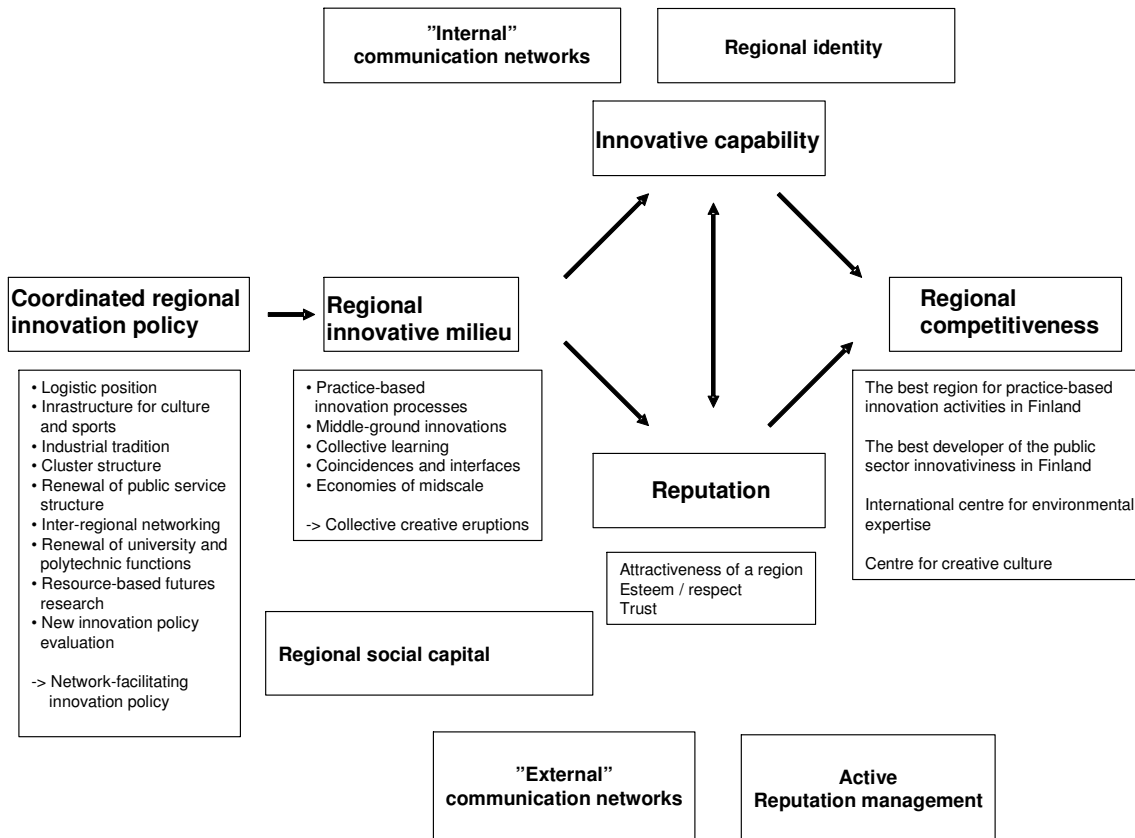 ”Internal”
communication networks
Regional identity
Innovative capability
Coordinated regional
innovation policy
Regional
innovative milieu
Regional
competitiveness
• Logistic position
• Inrastructure for culture
and sports
• Industrial tradition
• Cluster structure
• Renewal of public service
structure
• Inter-regional networking
• Renewal of university and
polytechnic functions
• Resource-based futures
research
• New innovation policy
evaluation
-> Network-facilitating
innovation policy
• Practice-based
innovation processes
• Middle-ground innovations
• Collective learning
• Coincidences and interfaces
• Economies of midscale
-> Collective creative eruptions
Reputation
Attractiveness of a region
Esteem / respect
Trust
The best region for practice-based
innovation activities in Finland
The best developer of the public
sector innovativiness in Finland
International centre for environmental
expertise
Centre for creative culture
Regional social capital
”External”
communication networks
Active
Reputation management